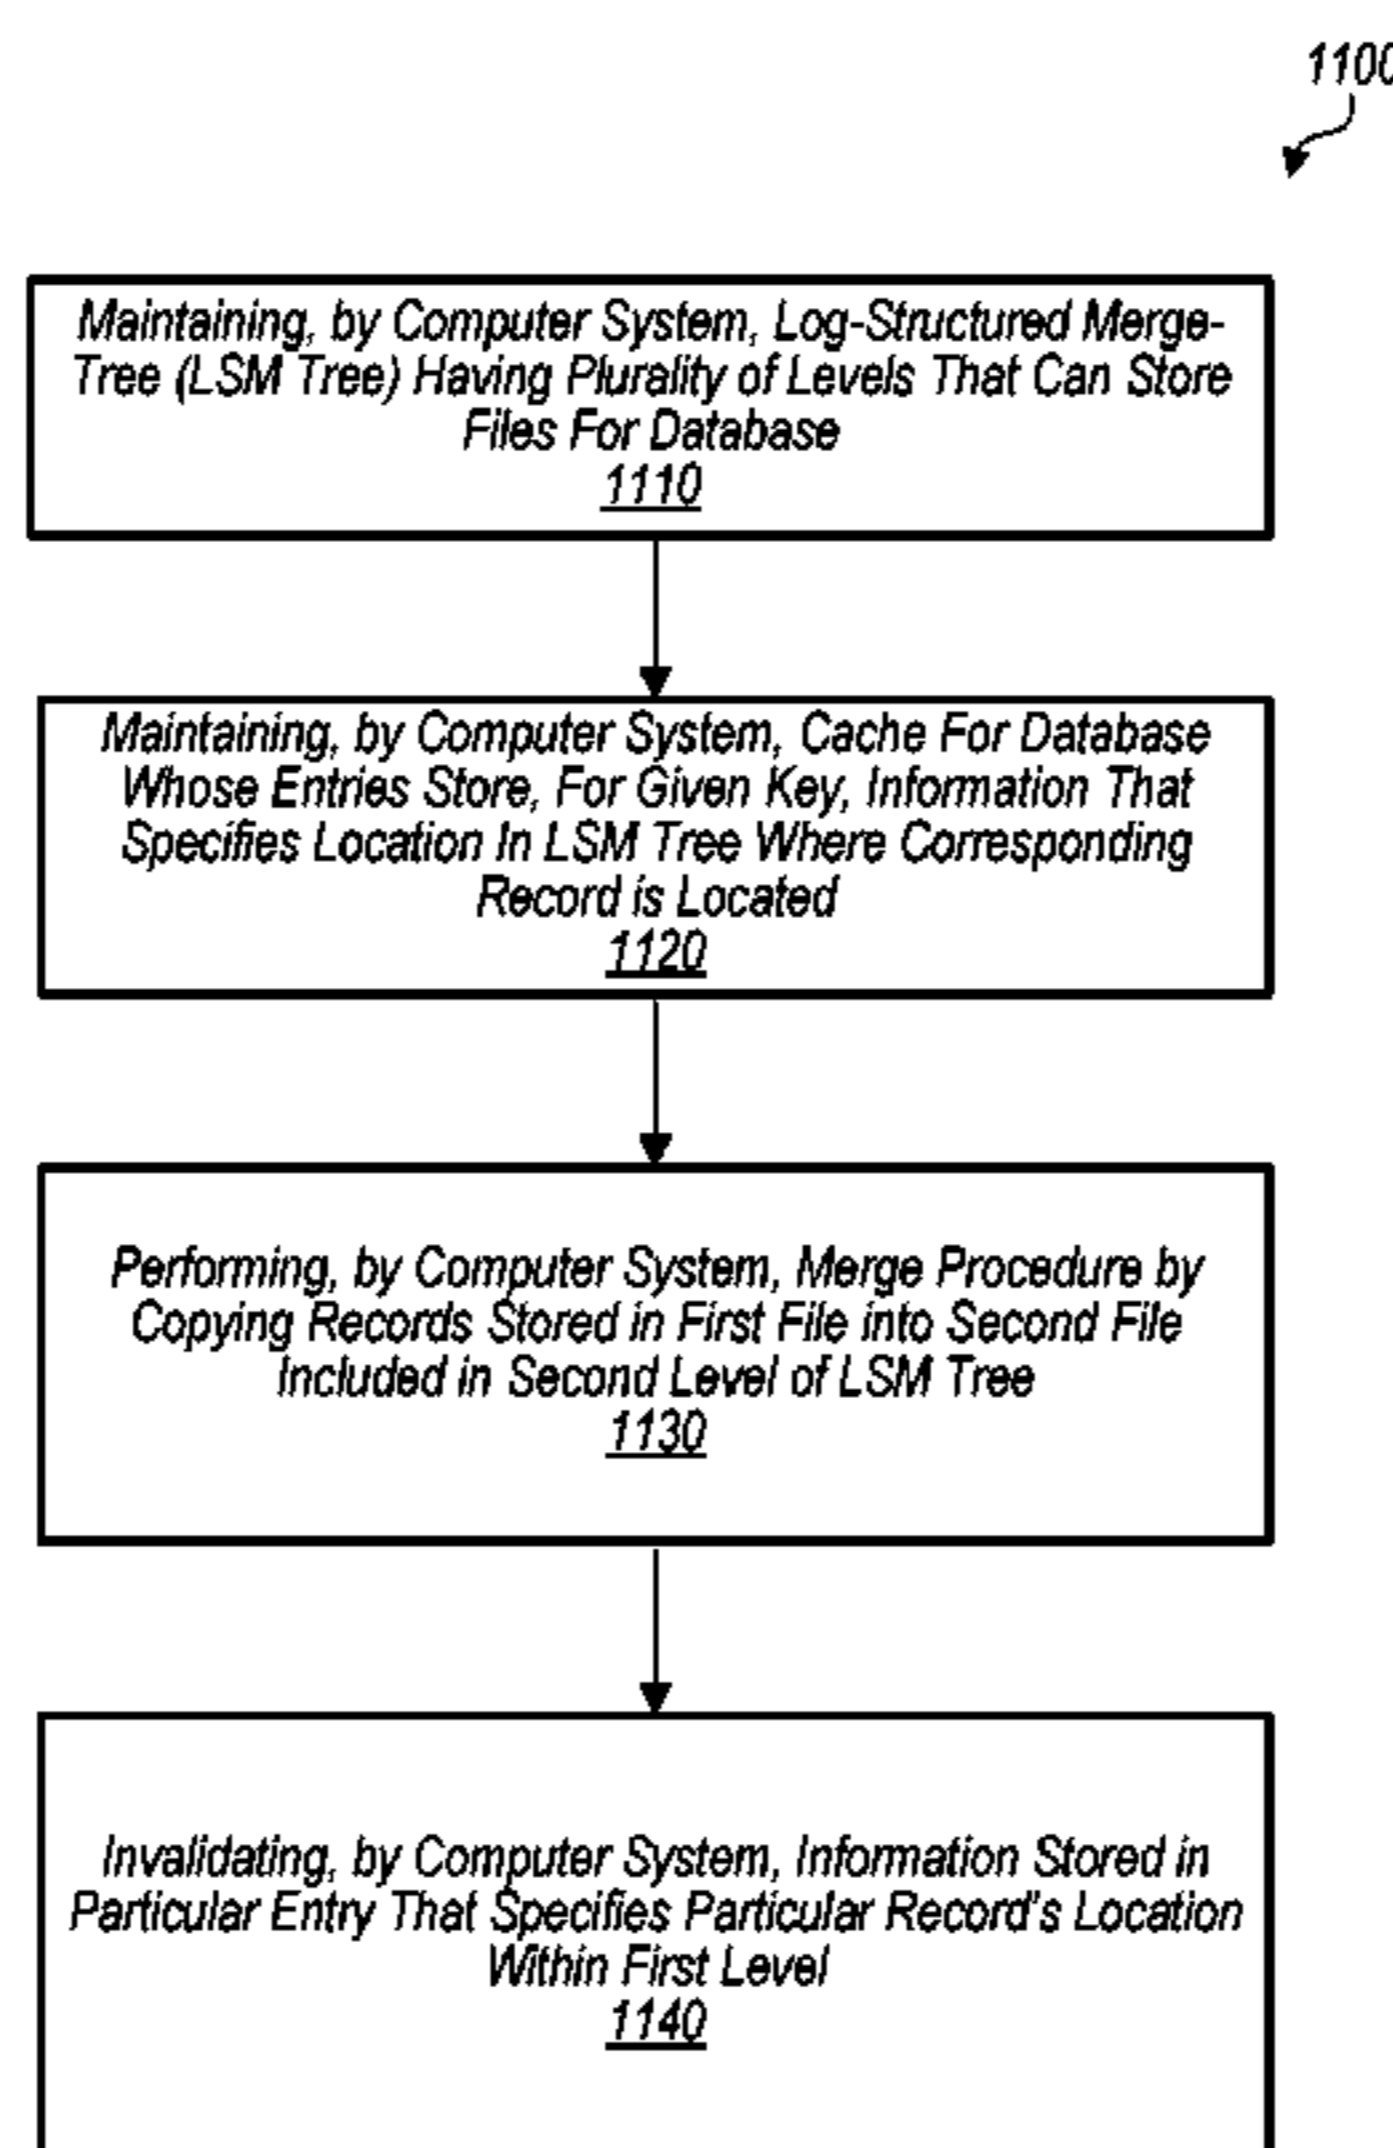 1100
Maintaining, by Computer System, Log-Structured Merge-
Tree (LSM Tree) Having Plurality of Levels That Can Store
Files For Database
1110
Maintaining, by Computer System, Cache For Database
Whose Entries Store, For Given Key, Information That
Specifies Location In LSM Tree Where Corresponding
Record is Located
1120
Performing, by Computer System, Merge Procedure by
Copying Records Stored in First File into Second File
Included in Second Level of LSM Tree
1130
Invalidating, by Computer System, Information Stored in
Particular Entry That Specifies Particular Record's Location
Within First Level
1140